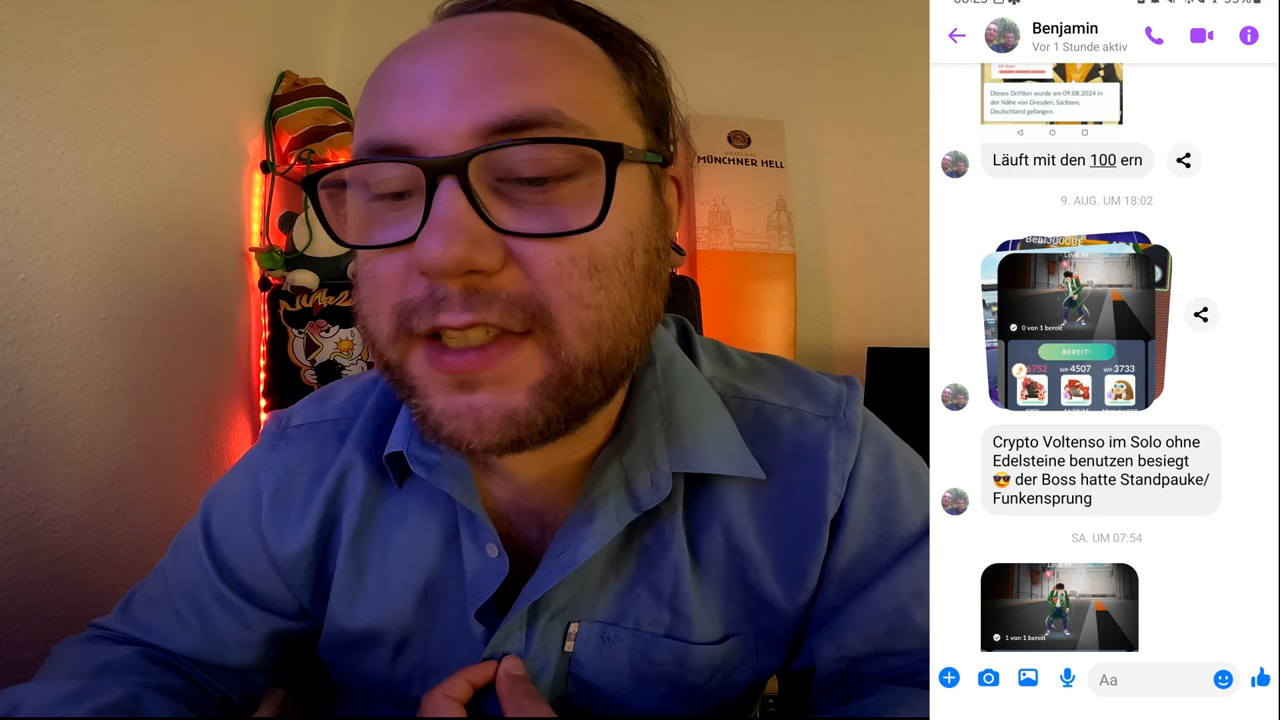 ORIGINAL
MÜNCHNER HELL
Benjamin
Vor 1 Stunde aktiv
Dieses Driftlon wurde am 09.08.2024 in
der Nähe von Dresden, Sachsen,
Deutschland gefangen.
Läuft mit den 100 ern
9. AUG. UM 18:02
0 von 1 bereit
BEREIT!
WP 4507
WP 3733
Crypto Voltenso im Solo ohne
Edelsteine benutzen besiegt
😎 der Boss hatte Standpauke/
Funkensprung
SA. UM 07:54
1 von 1 bereit
Aa